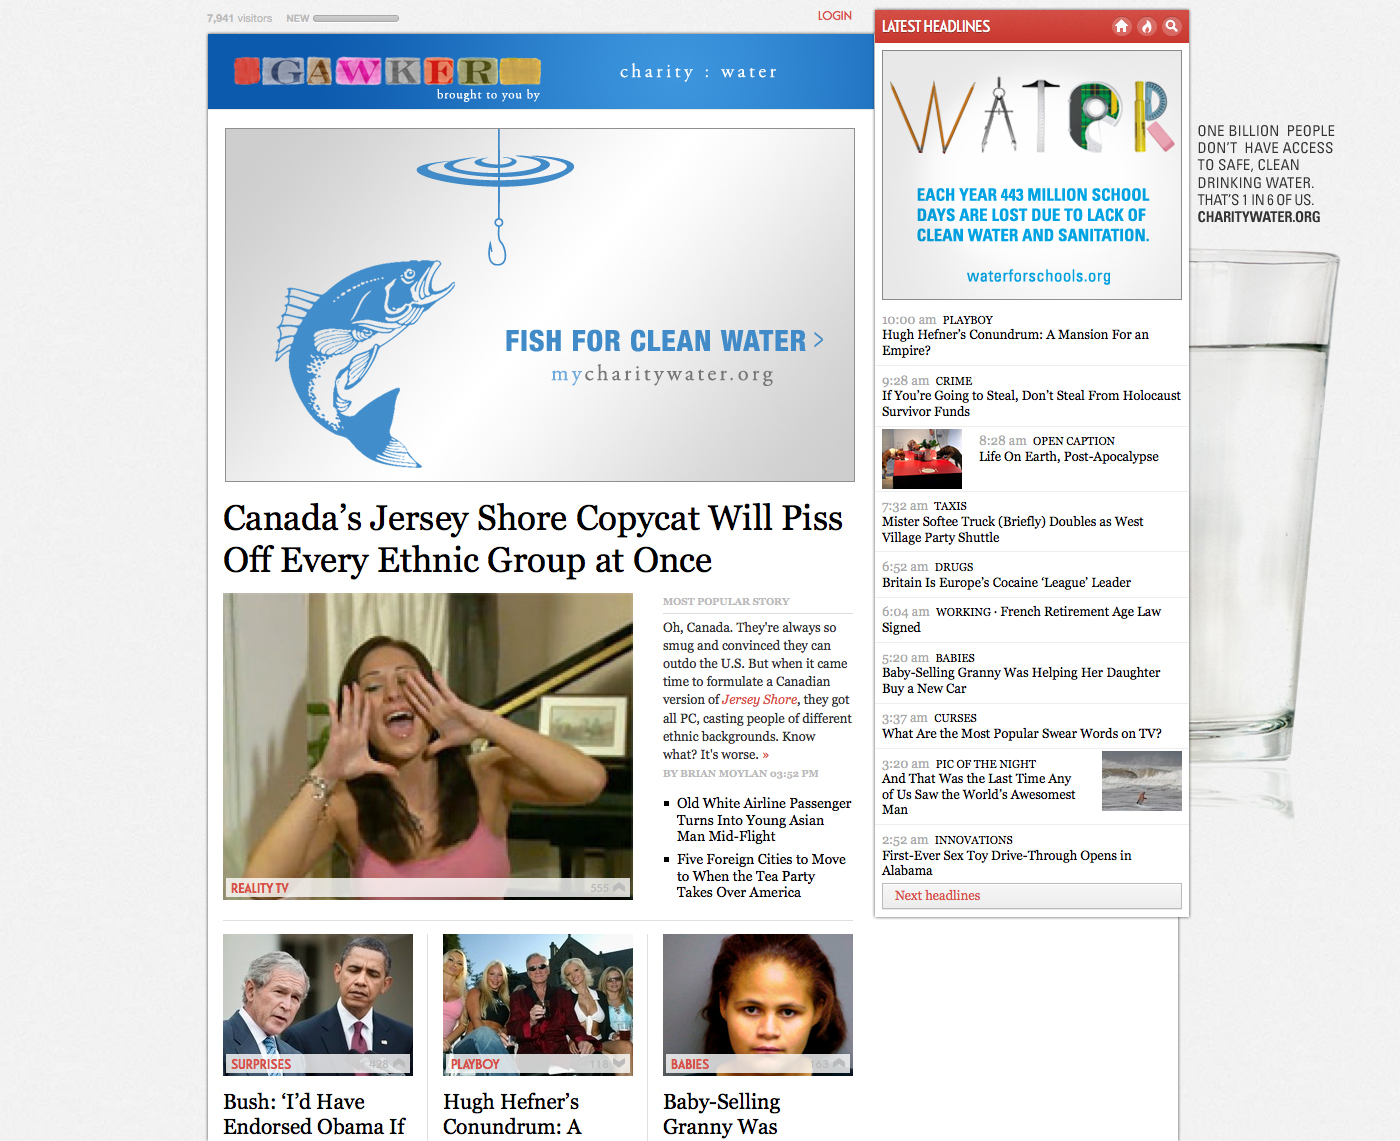 7,941 visitors NEW
LOGIN
GAWKER
brought to you by
charity : water
FISH FOR CLEAN WATER >
mycharitywater.org
Canada's Jersey Shore Copycat Will Piss
Off Every Ethnic Group at Once
REALITY TV
555
MOST POPULAR STORY
Oh, Canada. They're always so
smug and convinced they can
outdo the U.S. But when it came
time to formulate a Canadian
version of Jersey Shore, they got
all PC, casting people of different
ethnic backgrounds. Know
what? It's worse. »
BY BRIAN MOYLAN 03:52 PM
▪ Old White Airline Passenger
Turns Into Young Asian
Man Mid-Flight
▪ Five Foreign Cities to Move
to When the Tea Party
Takes Over America
SURPRISES
428
Bush: 'I'd Have
Endorsed Obama If
PLAYBOY
118
Hugh Hefner's
Conundrum: A
BABIES
163
Baby-Selling
Granny Was
LATEST HEADLINES
WATER
EACH YEAR 443 MILLION SCHOOL
DAYS ARE LOST DUE TO LACK OF
CLEAN WATER AND SANITATION.
waterforschools.org
10:00 am PLAYBOY
Hugh Hefner's Conundrum: A Mansion For an
Empire?
9:28 am CRIME
If You're Going to Steal, Don't Steal From Holocaust
Survivor Funds
8:28 am OPEN CAPTION
Life On Earth, Post-Apocalypse
7:32 am TAXIS
Mister Softee Truck (Briefly) Doubles as West
Village Party Shuttle
6:52 am DRUGS
Britain Is Europe's Cocaine 'League' Leader
6:04 am WORKING · French Retirement Age Law
Signed
5:20 am BABIES
Baby-Selling Granny Was Helping Her Daughter
Buy a New Car
3:37 am CURSES
What Are the Most Popular Swear Words on TV?
3:20 am PIC OF THE NIGHT
And That Was the Last Time Any
of Us Saw the World's Awesomest
Man
2:52 am INNOVATIONS
First-Ever Sex Toy Drive-Through Opens in
Alabama
Next headlines
ONE BILLION PEOPLE
DON'T HAVE ACCESS
TO SAFE, CLEAN
DRINKING WATER.
THAT'S 1 IN 6 OF US.
CHARITYWATER.ORG